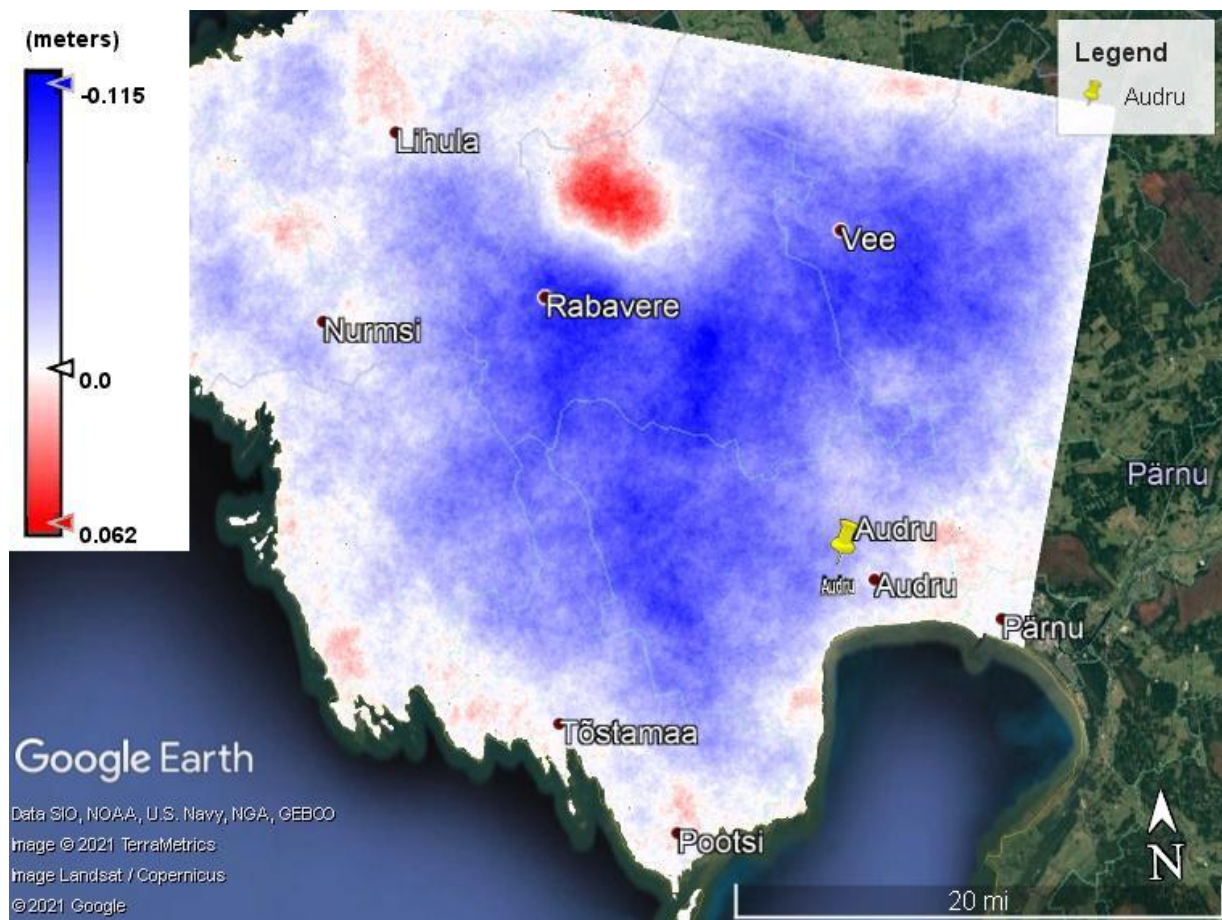 (meters)
-0.115
0.0
0.062
Legend
Audru
Lihula
Vee
Rabavere
Nurmsi
Pärnu
Audru
Audru
Audru
Pärnu
Tõstamaa
Pootsi
Google Earth
Data SIO, NOAA, U.S. Navy, NGA, GEBCO
Image © 2021 TerraMetrics
Image Landsat / Copernicus
© 2021 Google
N
20 mi